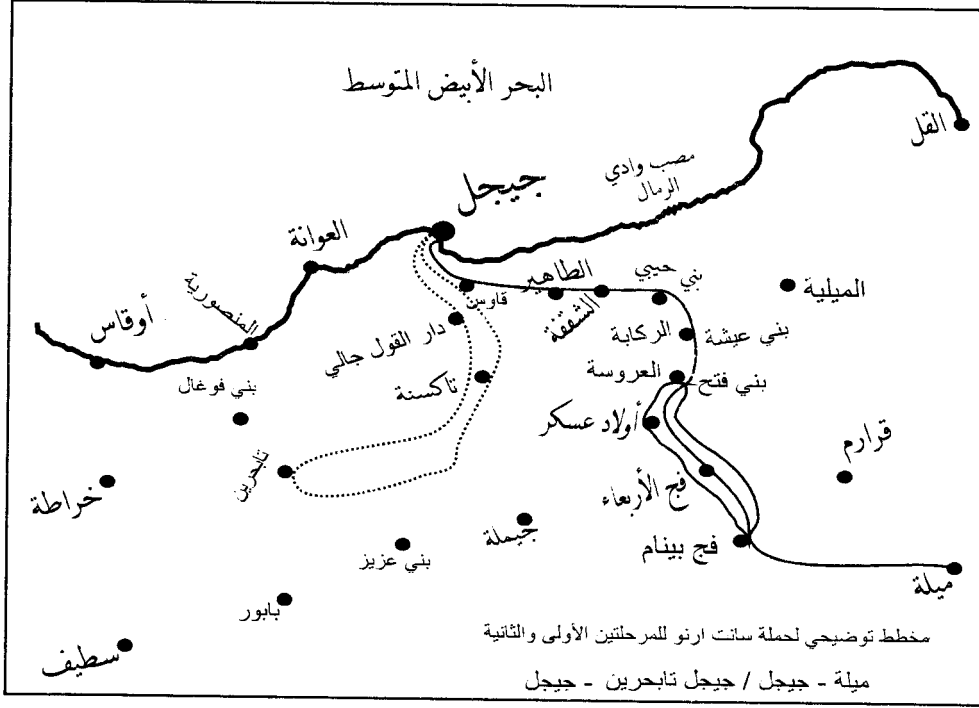 البحر الأبيض المتوسط
القل
مصب وادي
الرمال
جيجل
العوانة
المنصورية
أوقاس
الميلية
بني حبيبي
الطاهير
الشقفة
قاوس
بني عيشة
الركابة
دار القول جالي
العروسة
بني فتح
تاكسنة
بني فوغال
أولاد عسكر
قرارم
تابحرين
خراطة
فج الأربعاء
جيملة
فج بينام
بني عزيز
ميلة
بابور
سطيف
مخطط توضيحي لحملة سانت ارنو للمرحلتين الأولى والثانية
ميلة - جيجل / جيجل تابحرين - جيجل